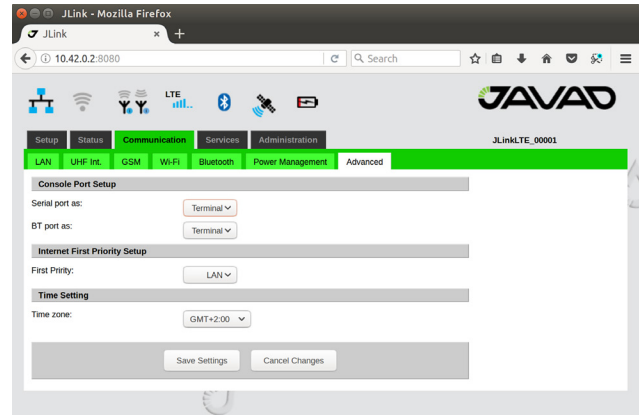 JLink - Mozilla Firefox
JLink × +
10.42.0.2:8080 Search
LTE
JAVAD
Setup Status Communication Services Administration JLinkLTE_00001
LAN UHF Int. GSM Wi-Fi Bluetooth Power Management Advanced
Console Port Setup
Serial port as: Terminal
BT port as: Terminal
Internet First Priority Setup
First Pririty: LAN
Time Setting
Time zone: GMT+2:00
Save Settings Cancel Changes